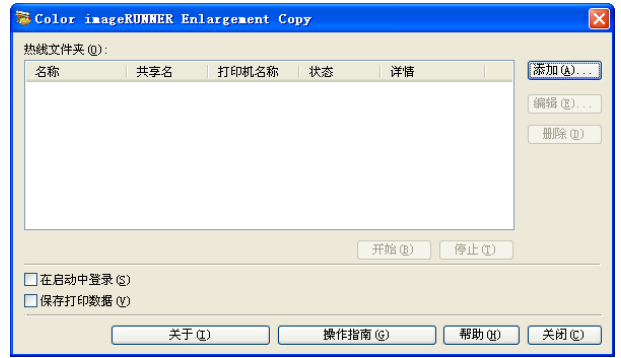 Color imageRUNNER Enlargement Copy
热线文件夹(O):
名称 共享名 打印机名称 状态 详情
添加(A)...
编辑(E)...
删除(D)
开始(B) 停止(T)
在启动中登录(S)
保存打印数据(V)
关于(I) 操作指南(G) 帮助(H) 关闭(C)